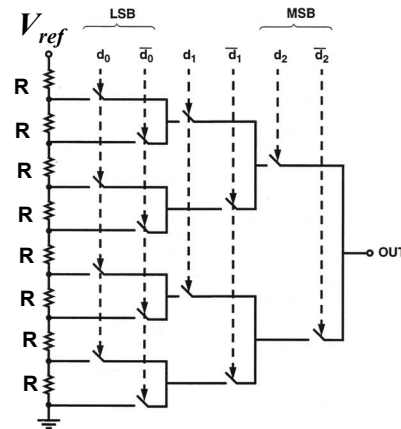 LSB MSB
V_ref
d₀ d̄₀ d₁ d̄₁ d₂ d̄₂
R
R
R
R
OUT
R
R
R
R